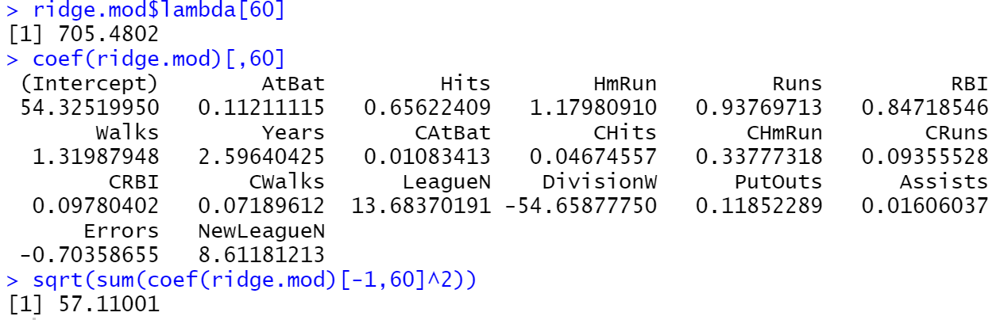 > ridge.mod$lambda[60]
[1] 705.4802
> coef(ridge.mod)[,60]
(Intercept) AtBat Hits HmRun Runs RBI
54.32519950 0.11211115 0.65622409 1.17980910 0.93769713 0.84718546
Walks Years CAtBat CHits CHmRun CRuns
1.31987948 2.59640425 0.01083413 0.04674557 0.33777318 0.09355528
CRBI CWalks LeagueN DivisionW PutOuts Assists
0.09780402 0.07189612 13.68370191 -54.65877750 0.11852289 0.01606037
Errors NewLeagueN
-0.70358655 8.61181213
> sqrt(sum(coef(ridge.mod)[-1,60]^2))
[1] 57.11001